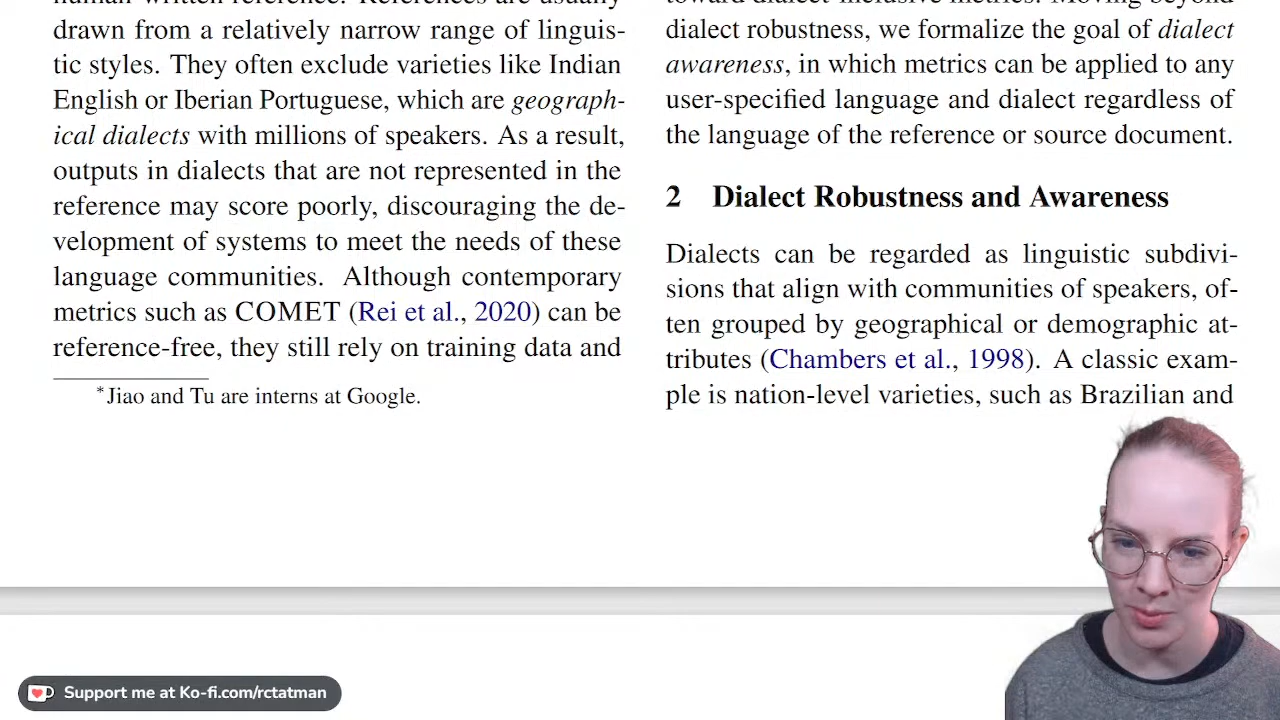 drawn from a relatively narrow range of linguis-
tic styles. They often exclude varieties like Indian
English or Iberian Portuguese, which are geograph-
ical dialects with millions of speakers. As a result,
outputs in dialects that are not represented in the
reference may score poorly, discouraging the de-
velopment of systems to meet the needs of these
language communities. Although contemporary
metrics such as COMET (Rei et al., 2020) can be
reference-free, they still rely on training data and
*Jiao and Tu are interns at Google.
toward dialect inclusive metrics. Moving beyond
dialect robustness, we formalize the goal of dialect
awareness, in which metrics can be applied to any
user-specified language and dialect regardless of
the language of the reference or source document.
2 Dialect Robustness and Awareness
Dialects can be regarded as linguistic subdivi-
sions that align with communities of speakers, of-
ten grouped by geographical or demographic at-
tributes (Chambers et al., 1998). A classic exam-
ple is nation-level varieties, such as Brazilian and
Support me at Ko-fi.com/rctatman